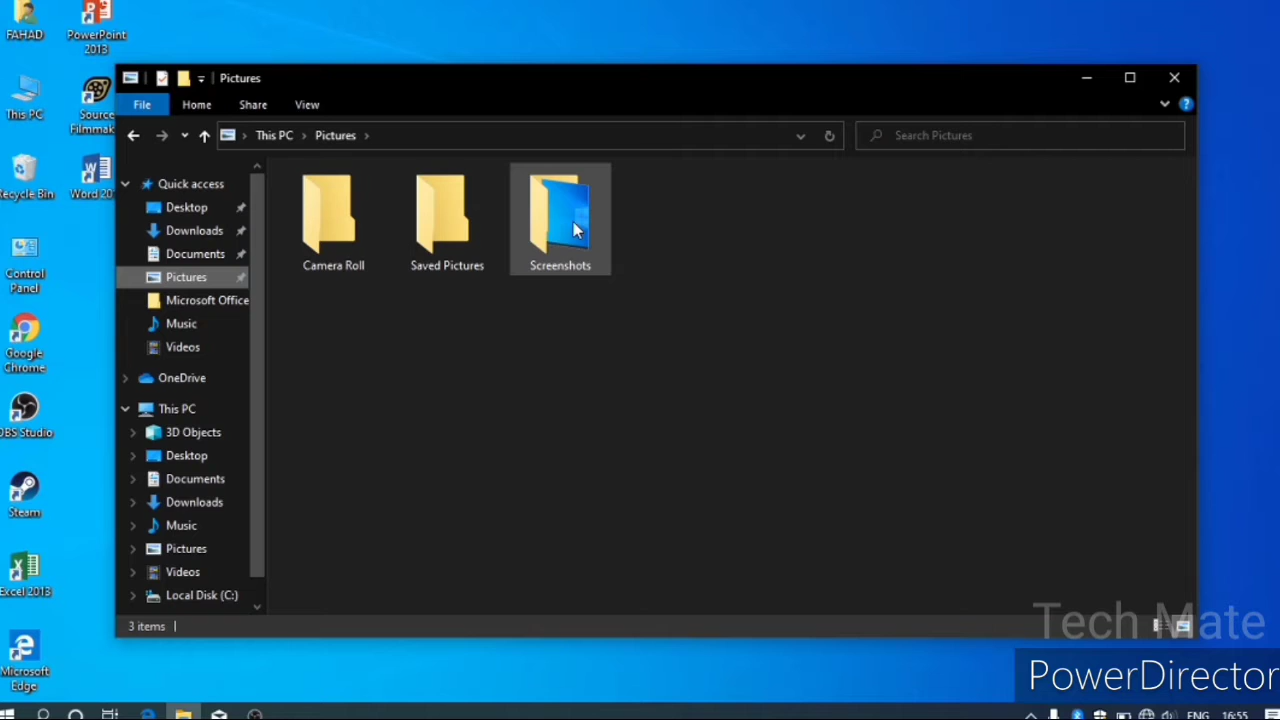 FAHAD
PowerPoint
2013
This PC
Source
Filmmak
Recycle Bin
Word 20
Control
Panel
Google
Chrome
OBS Studio
Steam
Excel 2013
Microsoft
Edge
Pictures
File Home Share View
This PC Pictures
Search Pictures
Quick access
Desktop
Downloads
Documents
Pictures
Microsoft Office
Music
Videos
OneDrive
This PC
3D Objects
Desktop
Documents
Downloads
Music
Pictures
Videos
Local Disk (C:)
Camera Roll
Saved Pictures
Screenshots
3 items
Tech Mate
PowerDirector
ENG
16:55